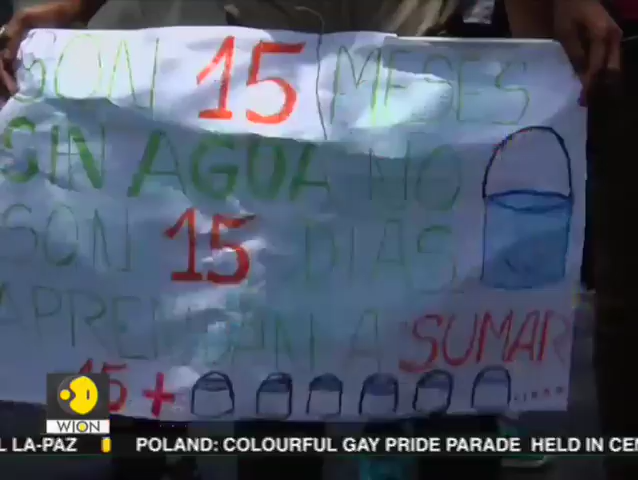 SON 15 MESES
SIN AGUA NO
SON 15 DIAS
APRENDAN A SUMAR
15 + ......
WION
L LA-PAZ POLAND: COLOURFUL GAY PRIDE PARADE HELD IN CEN